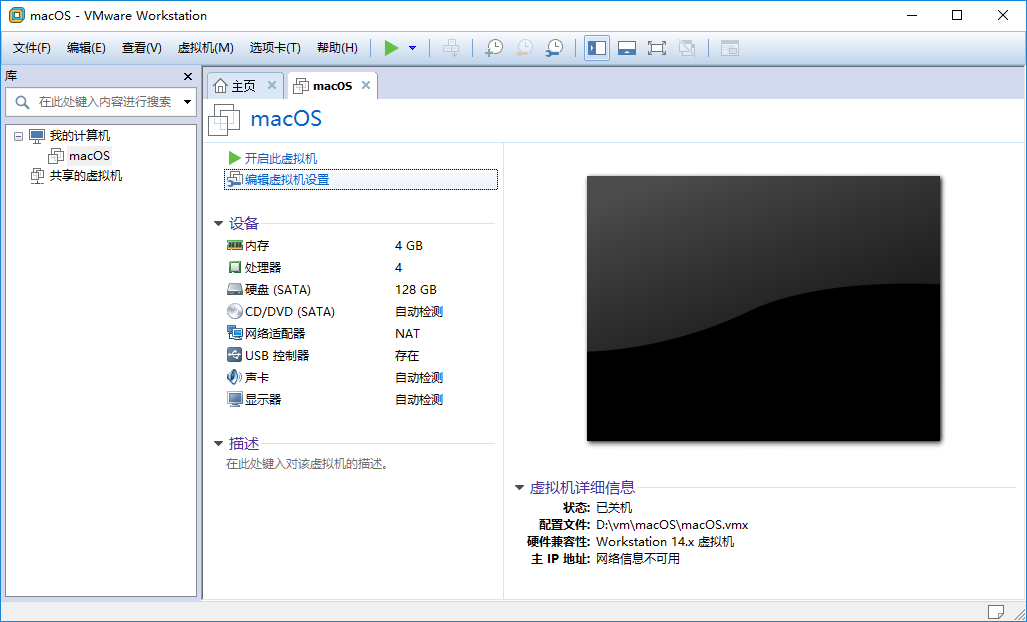 macOS - VMware Workstation
文件(F) 编辑(E) 查看(V) 虚拟机(M) 选项卡(T) 帮助(H)
库
在此处键入内容进行搜索
我的计算机
macOS
共享的虚拟机
主页 macOS
macOS
开启此虚拟机
编辑虚拟机设置
设备
内存 4 GB
处理器 4
硬盘 (SATA) 128 GB
CD/DVD (SATA) 自动检测
网络适配器 NAT
USB 控制器 存在
声卡 自动检测
显示器 自动检测
描述
在此处键入对该虚拟机的描述。
虚拟机详细信息
状态: 已关机
配置文件: D:\vm\macOS\macOS.vmx
硬件兼容性: Workstation 14.x 虚拟机
主 IP 地址: 网络信息不可用